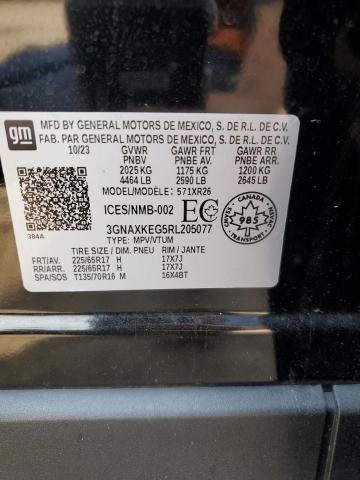 gm
MFD BY GENERAL MOTORS DE MEXICO, S. DE R.L. DE C.V.
FAB. PAR GENERAL MOTORS DE MEXICO, S. DE R.L. DE C.V.
10/23 GVWR GAWR FRT GAWR RR
PNBV PNBE AV. PNBE ARR.
2025 KG 1175 KG 1200 KG
4464 LB 2590 LB 2645 LB
MODEL/MODÈLE: 571XR26
ICES/NMB-002 EC
384A
3GNAXKEG5RL205077
TYPE: MPV/VTUM
CANADA
985
TIRE SIZE / DIM. PNEU RIM / JANTE
FRT/AV. 225/65R17 H 17X7J
RR/ARR. 225/65R17 H 17X7J
SPA/SOS T135/70R16 M 16X4BT